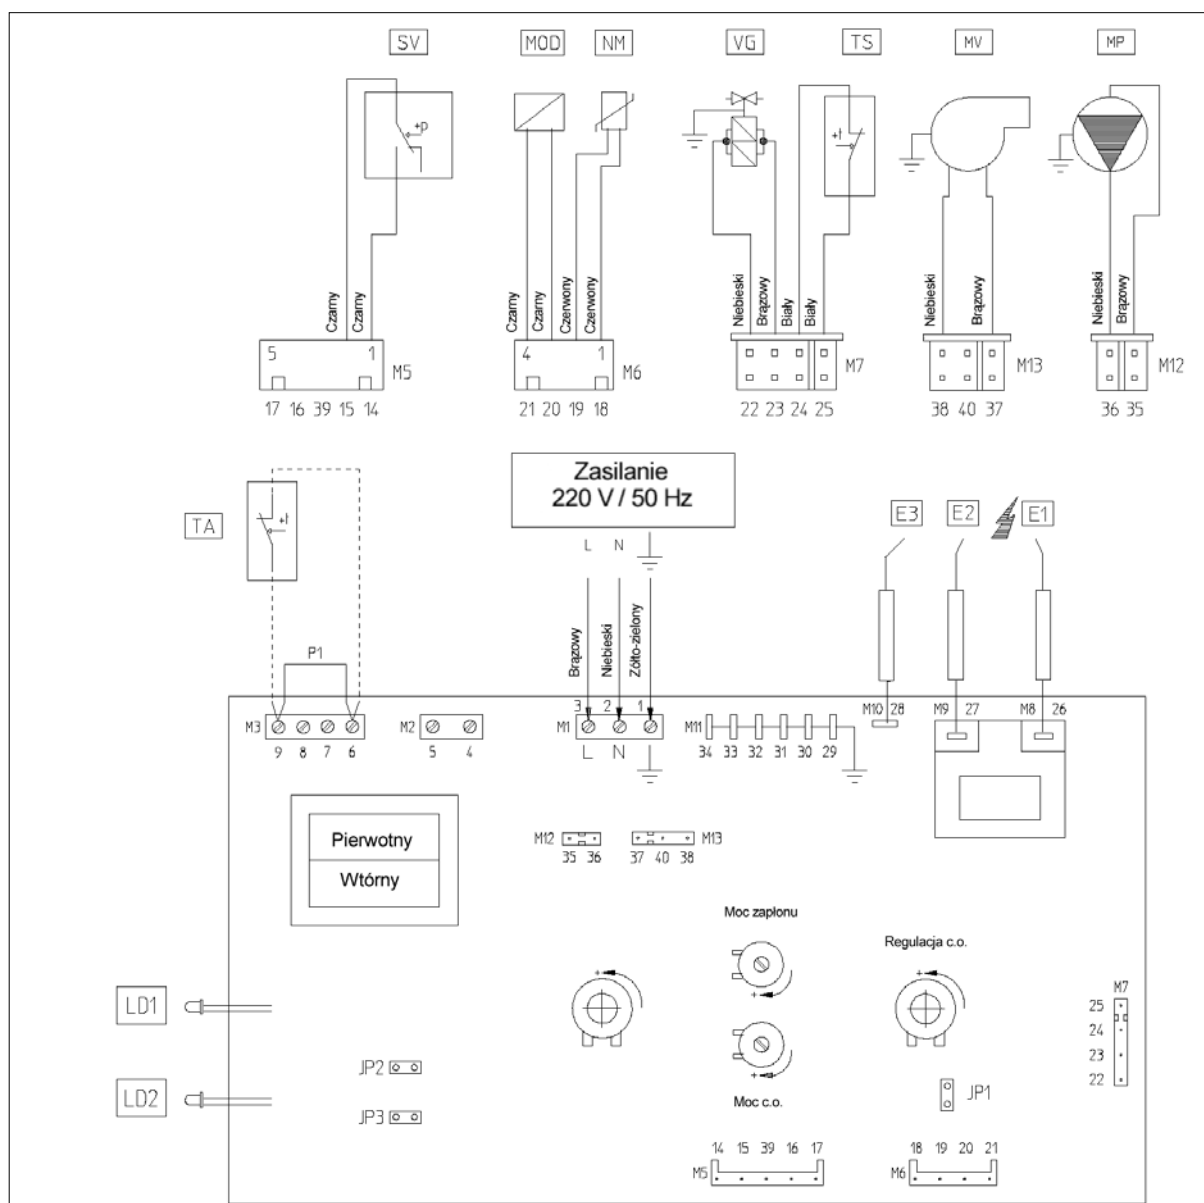 SV MOD NM VG TS MV MP
+p
+t
Czarny Czarny Czarny Czarny Czerwony Czerwony Niebieski Brązowy Biały Biały Niebieski Brązowy Niebieski Brązowy
5 1 M5 4 1 M6 M7 M13 M12
17 16 39 15 14 21 20 19 18 22 23 24 25 38 40 37 36 35
Zasilanie
220 V / 50 Hz
L N
TA +t
E3 E2 E1
Brązowy Niebieski Zółto-zielony
P1
M3 M2 M1 3 2 1 M11 M10 28 M9 27 M8 26
9 8 7 6 5 4 L N 34 33 32 31 30 29
Pierwotny
Wtórny
M12 M13
35 36 37 40 38
Moc zapłonu
Regulacja c.o.
+ + + +
LD1
LD2
JP2
JP3
Moc c.o.
JP1
M7
25
24
23
22
14 15 39 16 17 18 19 20 21
M5 M6